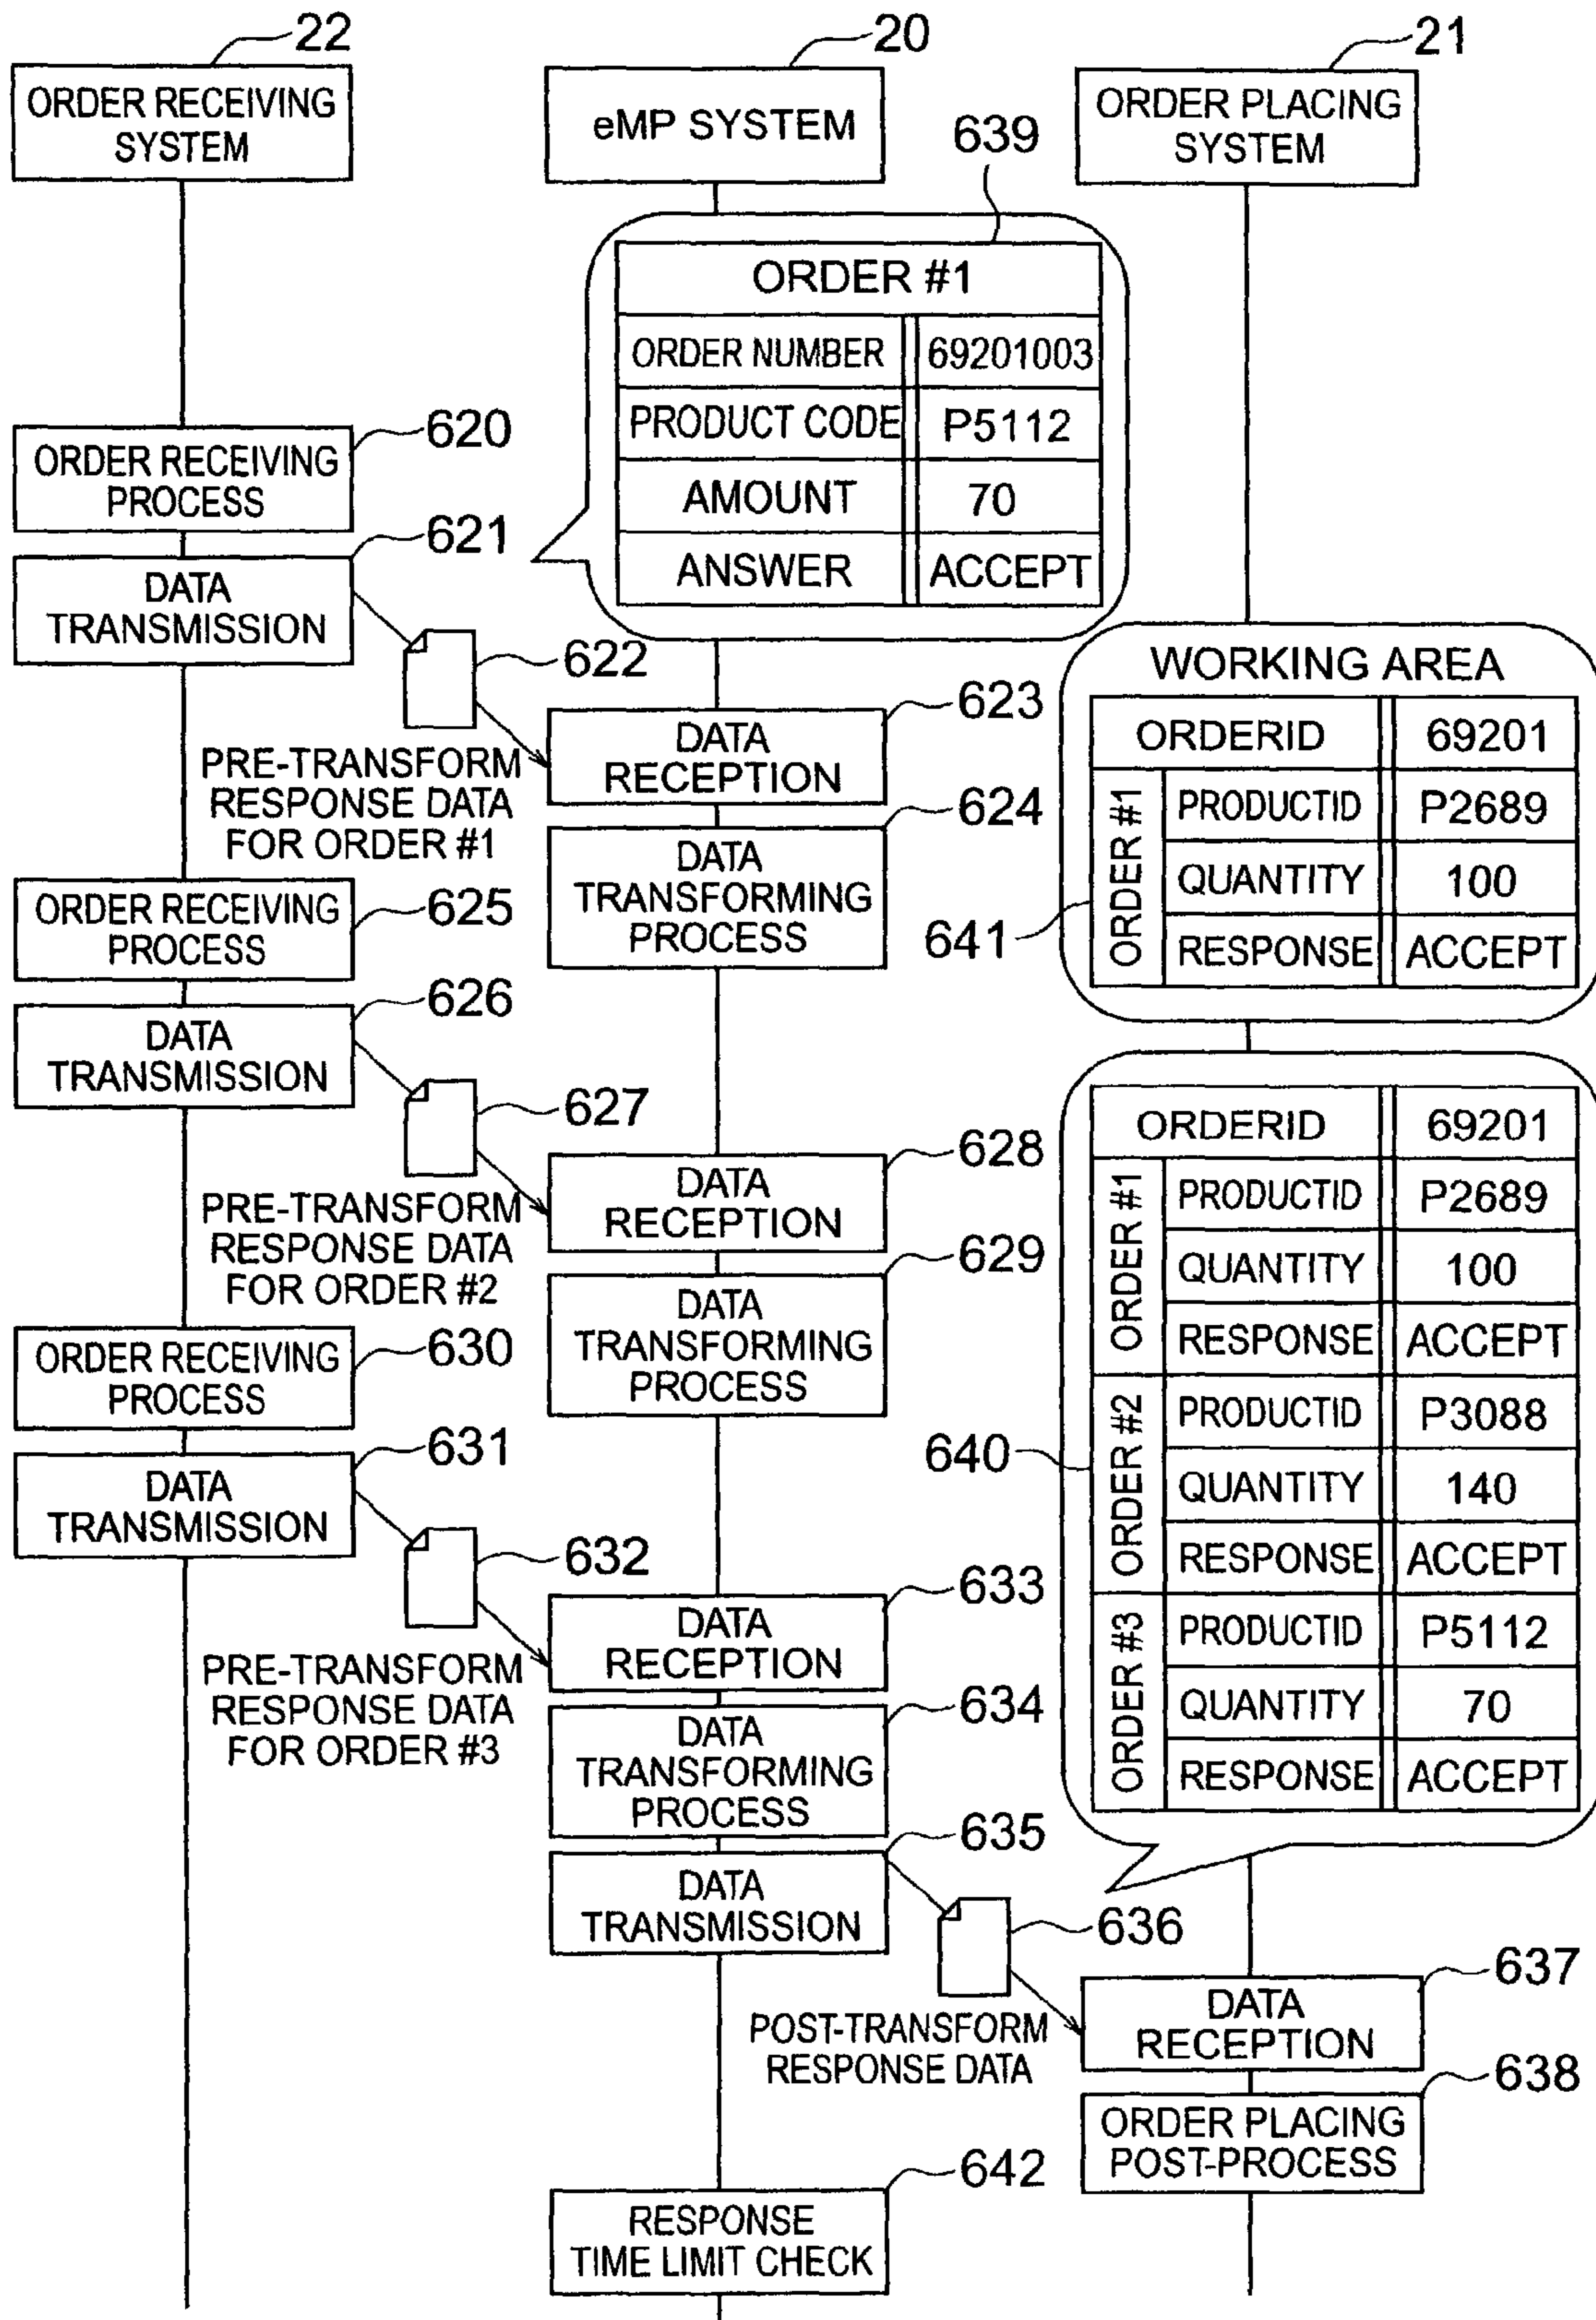 22
ORDER RECEIVING
SYSTEM
20
eMP SYSTEM
21
ORDER PLACING
SYSTEM
639
ORDER #1
ORDER NUMBER 69201003
PRODUCT CODE P5112
AMOUNT 70
ANSWER ACCEPT
620
ORDER RECEIVING
PROCESS
621
DATA
TRANSMISSION
622
PRE-TRANSFORM
RESPONSE DATA
FOR ORDER #1
623
DATA
RECEPTION
624
DATA
TRANSFORMING
PROCESS
WORKING AREA
ORDERID 69201
ORDER #1
PRODUCTID P2689
QUANTITY 100
RESPONSE ACCEPT
641
625
ORDER RECEIVING
PROCESS
626
DATA
TRANSMISSION
627
PRE-TRANSFORM
RESPONSE DATA
FOR ORDER #2
628
DATA
RECEPTION
629
DATA
TRANSFORMING
PROCESS
ORDERID 69201
ORDER #1
PRODUCTID P2689
QUANTITY 100
RESPONSE ACCEPT
640
ORDER #2
PRODUCTID P3088
QUANTITY 140
RESPONSE ACCEPT
ORDER #3
PRODUCTID P5112
QUANTITY 70
RESPONSE ACCEPT
630
ORDER RECEIVING
PROCESS
631
DATA
TRANSMISSION
632
PRE-TRANSFORM
RESPONSE DATA
FOR ORDER #3
633
DATA
RECEPTION
634
DATA
TRANSFORMING
PROCESS
635
DATA
TRANSMISSION
636
POST-TRANSFORM
RESPONSE DATA
637
DATA
RECEPTION
638
ORDER PLACING
POST-PROCESS
642
RESPONSE
TIME LIMIT CHECK